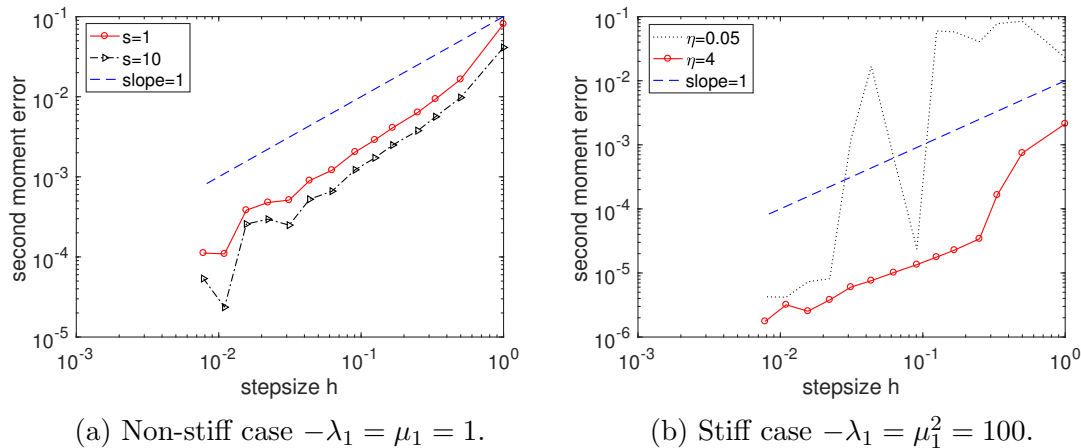 10^-1
10^-2
10^-3
10^-4
10^-5
second moment error
s=1
s=10
slope=1
10^-3
10^-2
10^-1
10^0
stepsize h
(a) Non-stiff case −λ₁ = μ₁ = 1.
10^-1
10^-2
10^-3
10^-4
10^-5
10^-6
second moment error
η=0.05
η=4
slope=1
10^-3
10^-2
10^-1
10^0
stepsize h
(b) Stiff case −λ₁ = μ₁² = 100.